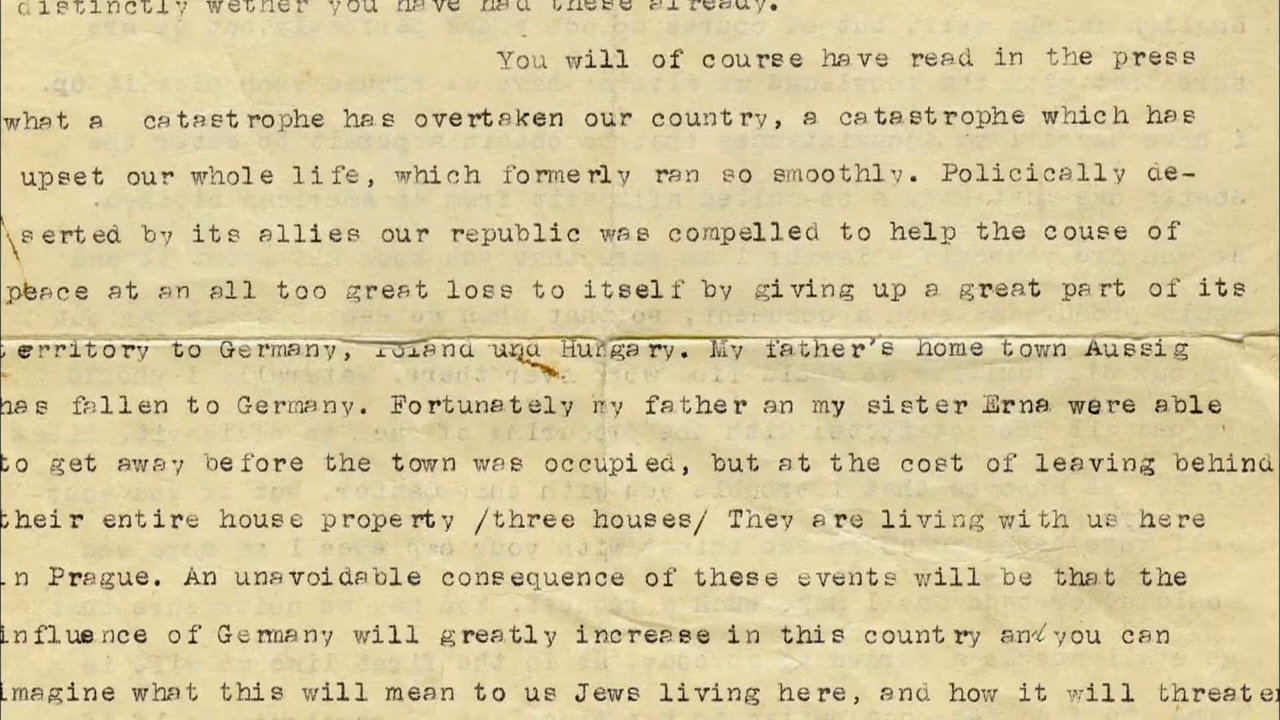 distinctly wether you have had these already.
You will of course have read in the press
what a catastrophe has overtaken our country, a catastrophe which has
upset our whole life, which formerly ran so smoothly. Policically de-
serted by its allies our republic was compelled to help the couse of
peace at an all too great loss to itself by giving up a great part of its
territory to Germany, Poland und Hungary. My father's home town Aussig
has fallen to Germany. Fortunately my father an my sister Erna were able
to get away before the town was occupied, but at the cost of leaving behind
their entire house property /three houses/ They are living with us here
in Prague. An unavoidable consequence of these events will be that the
influence of Germany will greatly increase in this country and you can
imagine what this will mean to us Jews living here, and how it will threaten